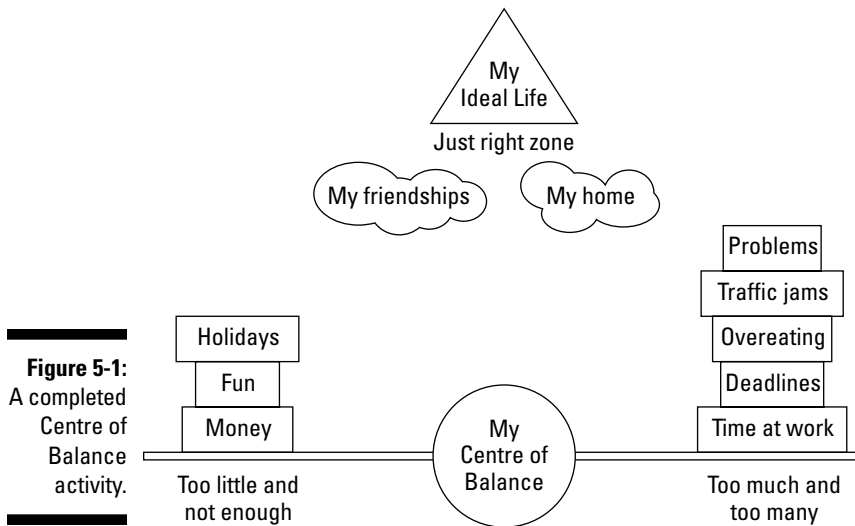 My
Ideal Life
Just right zone
My friendships
My home
Problems
Traffic jams
Holidays
Overeating
Figure 5-1:
A completed
Centre of
Balance
activity.
Fun
Deadlines
Money
My
Centre of
Balance
Time at work
Too little and
not enough
Too much and
too many